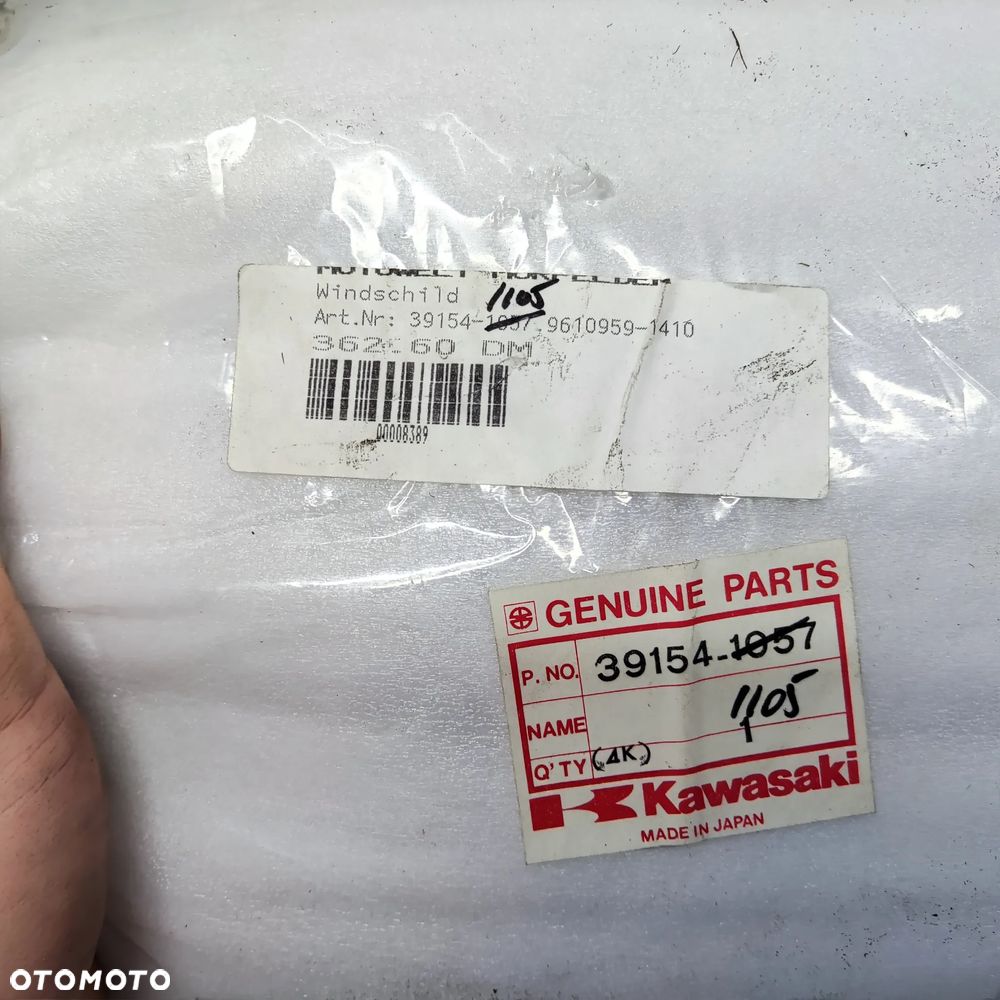 Windschild 1105
Art.Nr: 39154-1057 9610959-1410
362.60 DM
00008389
GENUINE PARTS
P. NO. 39154-1057
1105
NAME
Q'TY (4K) 1
Kawasaki
MADE IN JAPAN
OTOMOTO